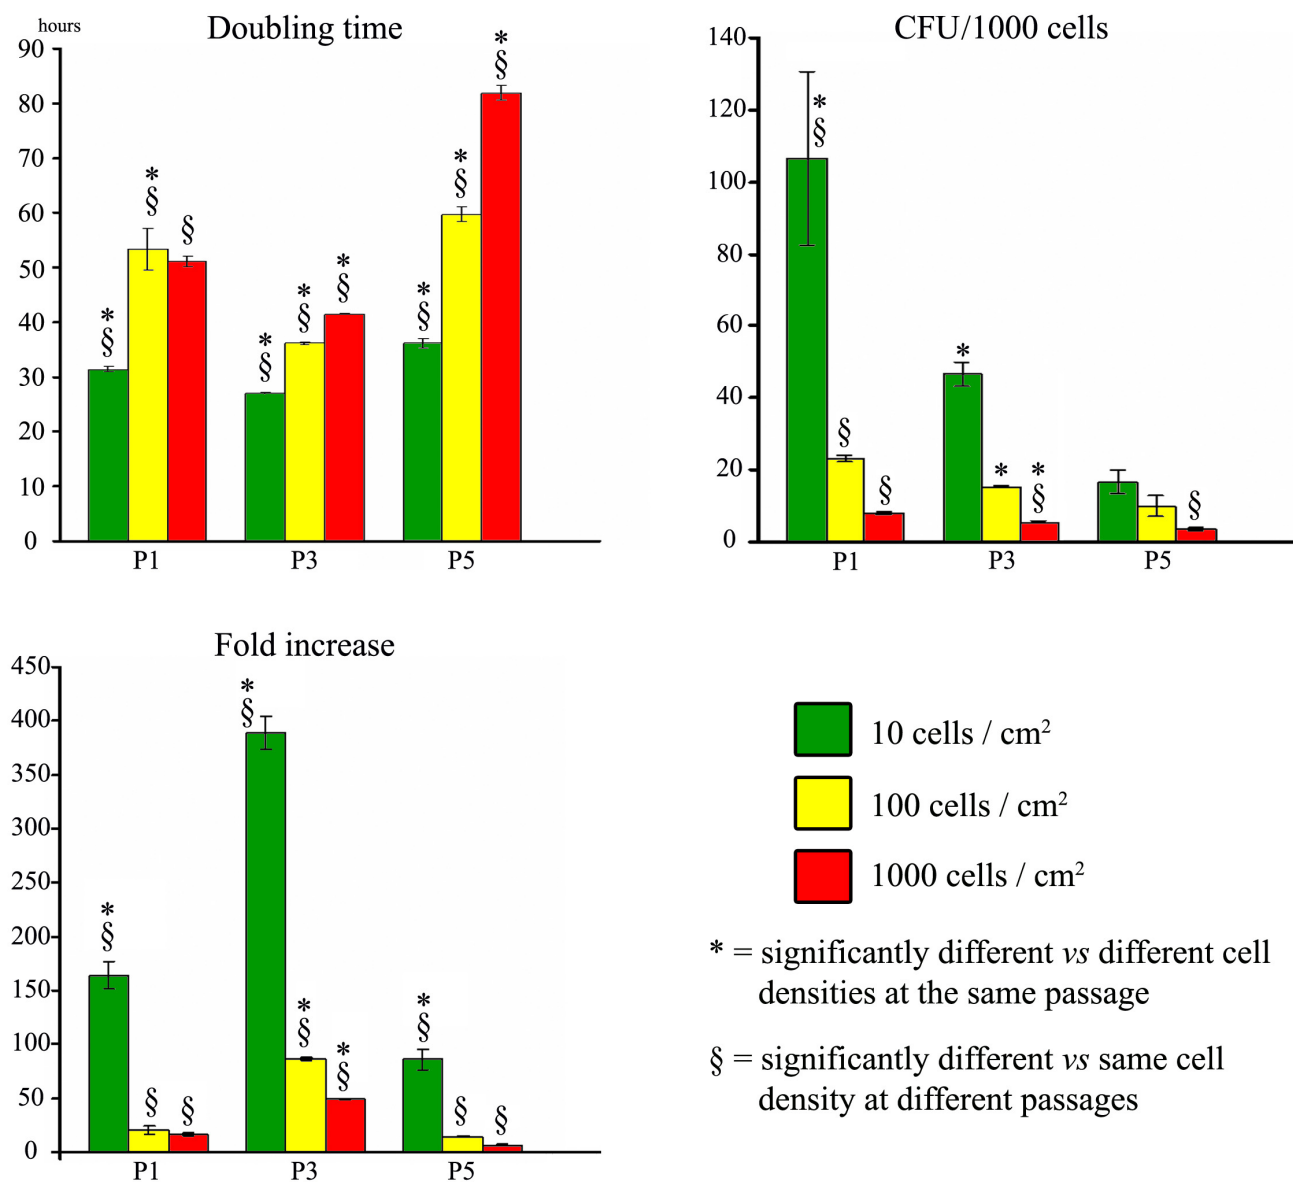 hours
Doubling time
90
80
70
60
50
40
30
20
10
0
* § * § §
* § * § * §
* § * § * §
P1 P3 P5
CFU/1000 cells
140
120
100
80
60
40
20
0
* § § §
* * * §
§
P1 P3 P5
Fold increase
450
400
350
300
250
200
150
100
50
0
* § § §
* § * § * §
* § § §
P1 P3 P5
10 cells / cm²
100 cells / cm²
1000 cells / cm²
* = significantly different vs different cell
densities at the same passage
§ = significantly different vs same cell
density at different passages